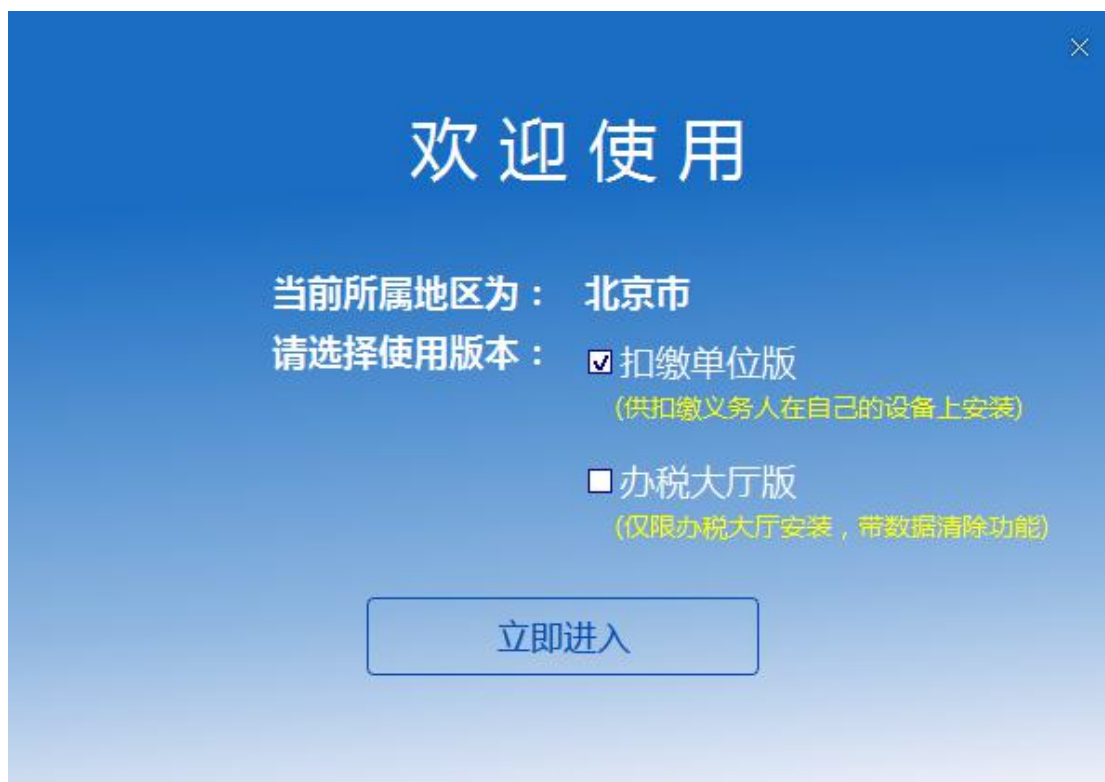 欢迎使用
当前所属地区为：北京市
请选择使用版本：扣缴单位版
(供扣缴义务人在自己的设备上安装)
办税大厅版
(仅限办税大厅安装，带数据清除功能)
立即进入